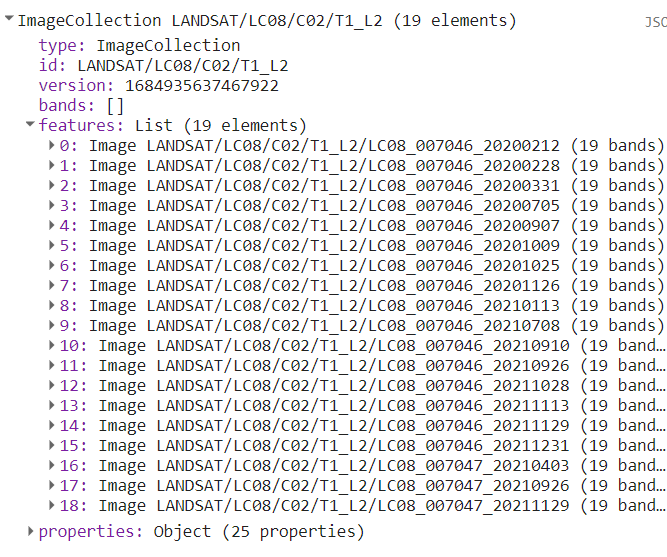 ImageCollection LANDSAT/LC08/C02/T1_L2 (19 elements) JSO
type: ImageCollection
id: LANDSAT/LC08/C02/T1_L2
version: 1684935637467922
bands: []
features: List (19 elements)
0: Image LANDSAT/LC08/C02/T1_L2/LC08_007046_20200212 (19 bands)
1: Image LANDSAT/LC08/C02/T1_L2/LC08_007046_20200228 (19 bands)
2: Image LANDSAT/LC08/C02/T1_L2/LC08_007046_20200331 (19 bands)
3: Image LANDSAT/LC08/C02/T1_L2/LC08_007046_20200705 (19 bands)
4: Image LANDSAT/LC08/C02/T1_L2/LC08_007046_20200907 (19 bands)
5: Image LANDSAT/LC08/C02/T1_L2/LC08_007046_20201009 (19 bands)
6: Image LANDSAT/LC08/C02/T1_L2/LC08_007046_20201025 (19 bands)
7: Image LANDSAT/LC08/C02/T1_L2/LC08_007046_20201126 (19 bands)
8: Image LANDSAT/LC08/C02/T1_L2/LC08_007046_20210113 (19 bands)
9: Image LANDSAT/LC08/C02/T1_L2/LC08_007046_20210708 (19 bands)
10: Image LANDSAT/LC08/C02/T1_L2/LC08_007046_20210910 (19 band…
11: Image LANDSAT/LC08/C02/T1_L2/LC08_007046_20210926 (19 band…
12: Image LANDSAT/LC08/C02/T1_L2/LC08_007046_20211028 (19 band…
13: Image LANDSAT/LC08/C02/T1_L2/LC08_007046_20211113 (19 band…
14: Image LANDSAT/LC08/C02/T1_L2/LC08_007046_20211129 (19 band…
15: Image LANDSAT/LC08/C02/T1_L2/LC08_007046_20211231 (19 band…
16: Image LANDSAT/LC08/C02/T1_L2/LC08_007047_20210403 (19 band…
17: Image LANDSAT/LC08/C02/T1_L2/LC08_007047_20210926 (19 band…
18: Image LANDSAT/LC08/C02/T1_L2/LC08_007047_20211129 (19 band…
properties: Object (25 properties)